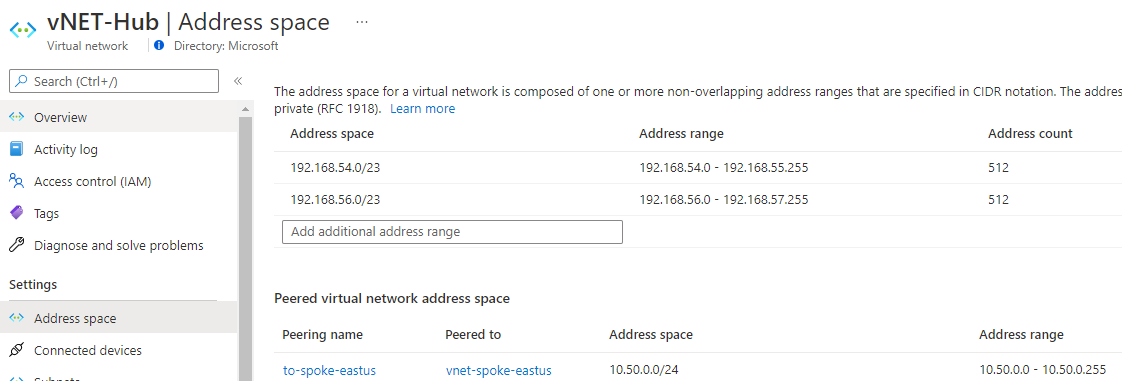 vNET-Hub | Address space ...
Virtual network Directory: Microsoft
Search (Ctrl+/) «
Overview
Activity log
Access control (IAM)
Tags
Diagnose and solve problems
Settings
Address space
Connected devices
The address space for a virtual network is composed of one or more non-overlapping address ranges that are specified in CIDR notation. The addre
private (RFC 1918). Learn more
Address space Address range Address count
192.168.54.0/23 192.168.54.0 - 192.168.55.255 512
192.168.56.0/23 192.168.56.0 - 192.168.57.255 512
Add additional address range
Peered virtual network address space
Peering name Peered to Address space Address range
to-spoke-eastus vnet-spoke-eastus 10.50.0.0/24 10.50.0.0 - 10.50.0.255